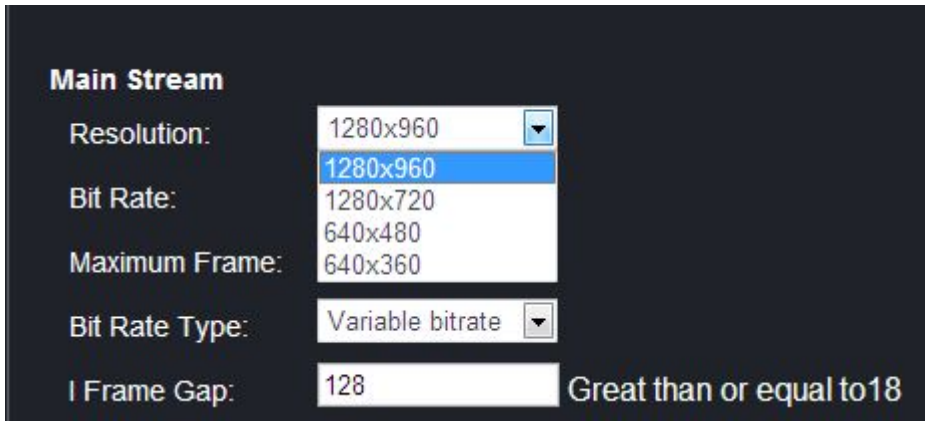 Main Stream
Resolution: 1280x960
1280x960
Bit Rate: 1280x720
640x480
Maximum Frame: 640x360
Bit Rate Type: Variable bitrate
I Frame Gap: 128 Great than or equal to18